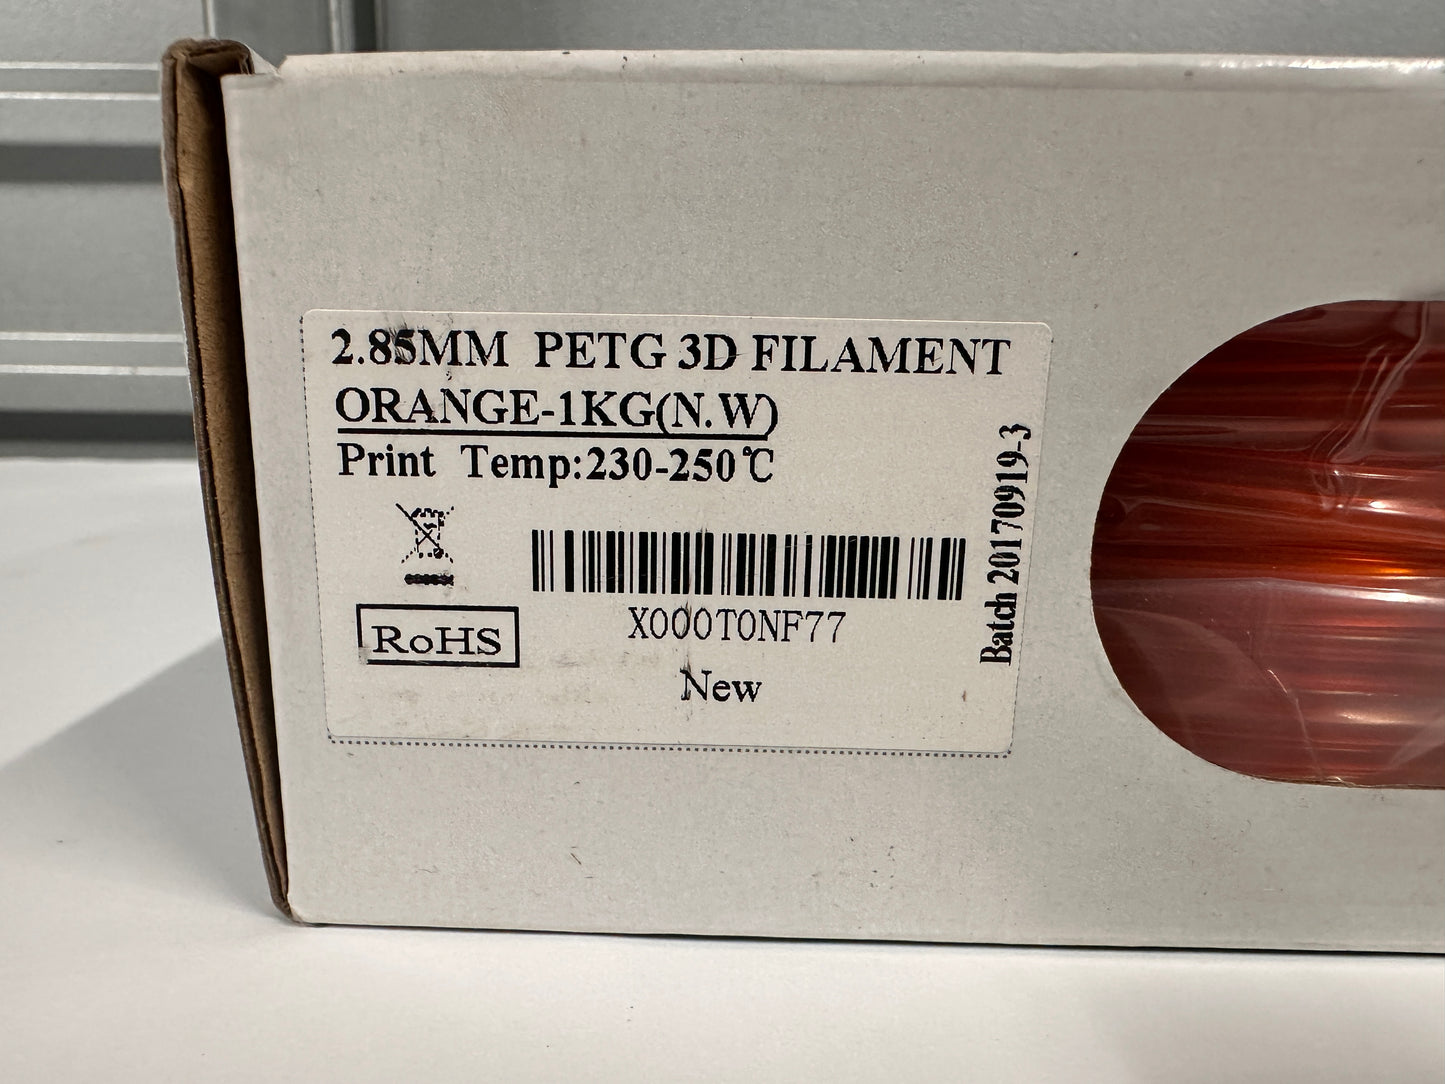 2.85MM PETG 3D FILAMENT
ORANGE-1KG(N.W)
Print Temp:230-250℃
RoHS
X000T0NF77
New
Batch 20170919-3